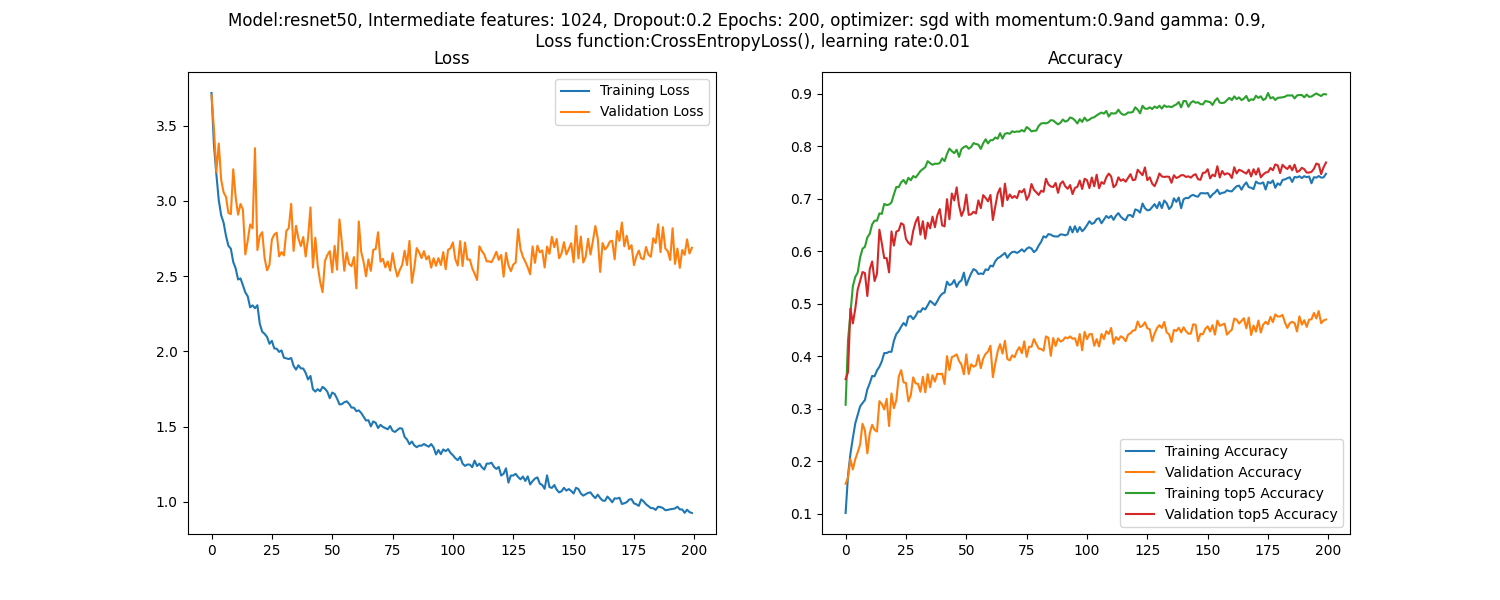 Model:resnet50, Intermediate features: 1024, Dropout:0.2 Epochs: 200, optimizer: sgd with momentum:0.9and gamma: 0.9,
Loss function:CrossEntropyLoss(), learning rate:0.01
Loss
Training Loss
Validation Loss
3.5
3.0
2.5
2.0
1.5
1.0
0 25 50 75 100 125 150 175 200
Accuracy
0.9
0.8
0.7
0.6
0.5
0.4
0.3
0.2
0.1
Training Accuracy
Validation Accuracy
Training top5 Accuracy
Validation top5 Accuracy
0 25 50 75 100 125 150 175 200